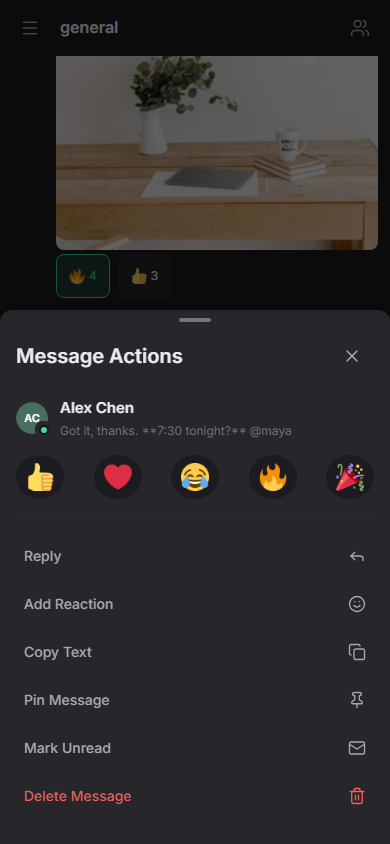 general
🔥 4 👍 3
Message Actions
AC
Alex Chen
Got it, thanks. **7:30 tonight?** @maya
👍 ❤️ 😂 🔥 🎉
Reply
Add Reaction
Copy Text
Pin Message
Mark Unread
Delete Message